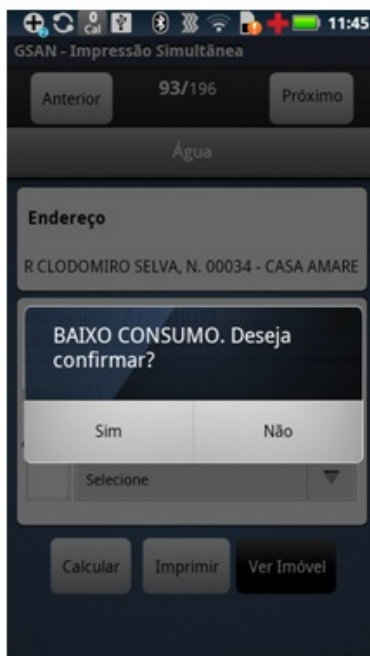 11:45
GSAN - Impressão Simultânea
Anterior
93/196
Próximo
Água
Endereço
R CLODOMIRO SELVA, N. 00034 - CASA AMARE
BAIXO CONSUMO. Deseja
confirmar?
Sim
Não
Selecione
Calcular
Imprimir
Ver Imóvel